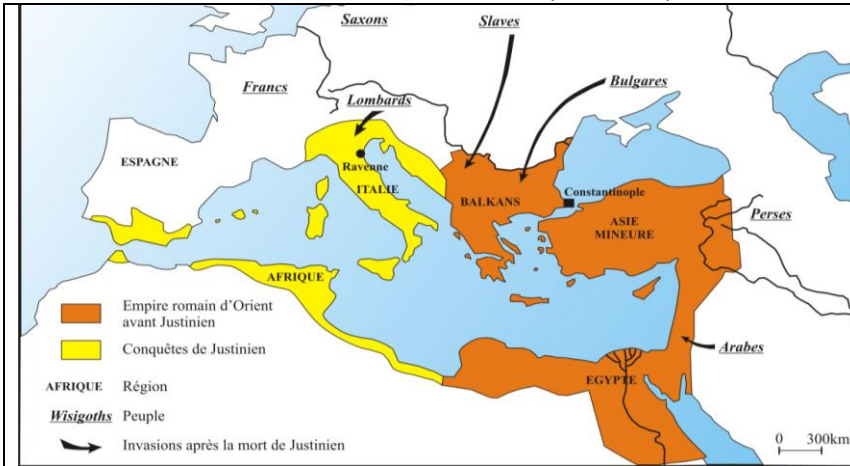 Saxons
Slaves
Francs
Bulgares
Lombards
ESPAGNE
Ravenne
ITALIE
BALKANS
Constantinople
ASIE
MINEURE
Perses
AFRIQUE
Empire romain d'Orient
avant Justinien
Conquêtes de Justinien
Arabes
EGYPTE
AFRIQUE Région
Wisigoths Peuple
Invasions après la mort de Justinien
0 300km